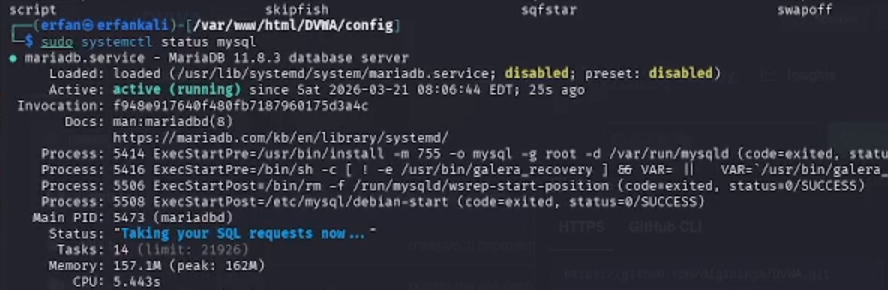 script skipfish sqfstar swapoff
┌──(erfan㉿erfankali)-[/var/www/html/DVWA/config]
└─$ sudo systemctl status mysql
● mariadb.service - MariaDB 11.8.3 database server
Loaded: loaded (/usr/lib/systemd/system/mariadb.service; disabled; preset: disabled)
Active: active (running) since Sat 2026-03-21 08:06:44 EDT; 25s ago
Invocation: f948e917640f480fb7187960175d3a4c
Docs: man:mariadbd(8)
https://mariadb.com/kb/en/library/systemd/
Process: 5414 ExecStartPre=/usr/bin/install -m 755 -o mysql -g root -d /var/run/mysqld (code=exited, statu
Process: 5416 ExecStartPre=/bin/sh -c [ ! -e /usr/bin/galera_recovery ] && VAR= || VAR=`/usr/bin/galera_
Process: 5506 ExecStartPost=/bin/rm -f /run/mysqld/wsrep-start-position (code=exited, status=0/SUCCESS)
Process: 5508 ExecStartPost=/etc/mysql/debian-start (code=exited, status=0/SUCCESS)
Main PID: 5473 (mariadbd)
Status: "Taking your SQL requests now..."
Tasks: 14 (limit: 21926)
HTTPS GitHub CLI
Memory: 157.1M (peak: 162M)
CPU: 5.443s